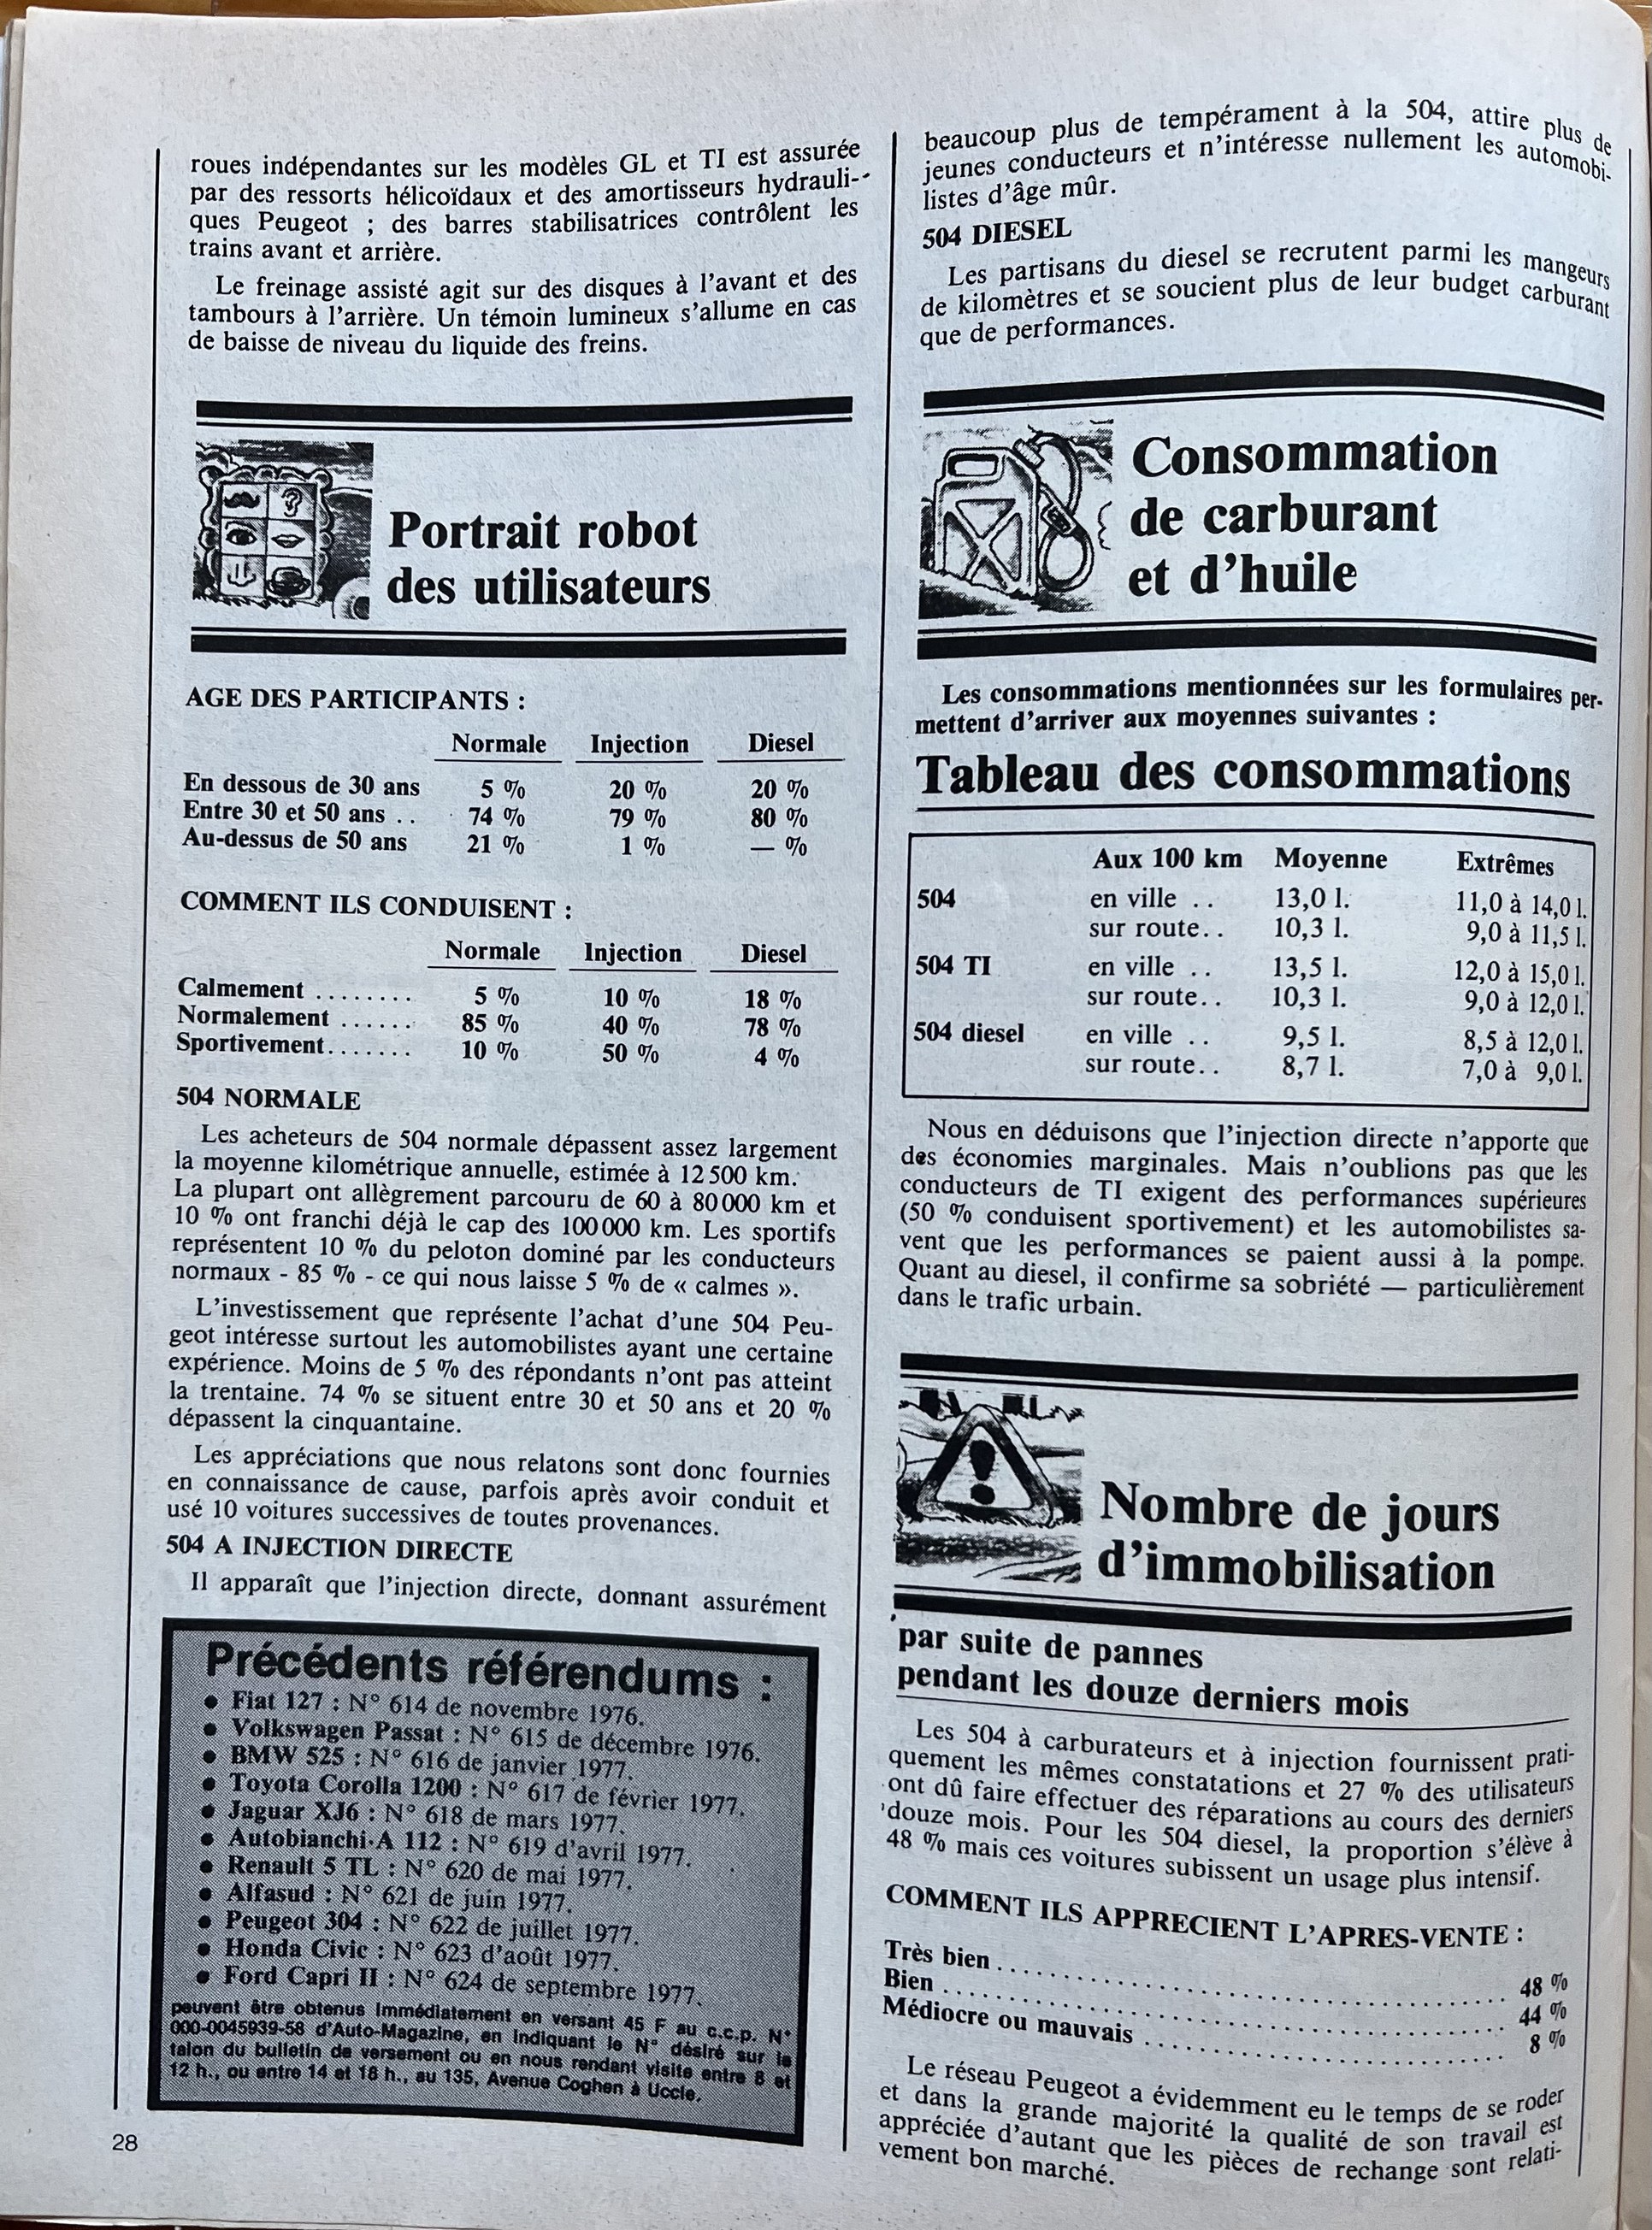 roues indépendantes sur les modèles GL et TI est assurée
par des ressorts hélicoïdaux et des amortisseurs hydrauli-
ques Peugeot ; des barres stabilisatrices contrôlent les
trains avant et arrière.
Le freinage assisté agit sur des disques à l'avant et des
tambours à l'arrière. Un témoin lumineux s'allume en cas
de baisse de niveau du liquide des freins.
Portrait robot
des utilisateurs
AGE DES PARTICIPANTS :
Normale Injection Diesel
En dessous de 30 ans 5 % 20 % 20 %
Entre 30 et 50 ans .. 74 % 79 % 80 %
Au-dessus de 50 ans 21 % 1 % — %
COMMENT ILS CONDUISENT :
Normale Injection Diesel
Calmement ........ 5 % 10 % 18 %
Normalement ...... 85 % 40 % 78 %
Sportivement....... 10 % 50 % 4 %
504 NORMALE
Les acheteurs de 504 normale dépassent assez largement
la moyenne kilométrique annuelle, estimée à 12 500 km.
La plupart ont allègrement parcouru de 60 à 80 000 km et
10 % ont franchi déjà le cap des 100 000 km. Les sportifs
représentent 10 % du peloton dominé par les conducteurs
normaux - 85 % - ce qui nous laisse 5 % de « calmes ».
L'investissement que représente l'achat d'une 504 Peu-
geot intéresse surtout les automobilistes ayant une certaine
expérience. Moins de 5 % des répondants n'ont pas atteint
la trentaine. 74 % se situent entre 30 et 50 ans et 20 %
dépassent la cinquantaine.
Les appréciations que nous relatons sont donc fournies
en connaissance de cause, parfois après avoir conduit et
usé 10 voitures successives de toutes provenances.
504 A INJECTION DIRECTE
Il apparaît que l'injection directe, donnant assurément
Précédents référendums :
● Fiat 127 : N° 614 de novembre 1976.
● Volkswagen Passat : N° 615 de décembre 1976.
● BMW 525 : N° 616 de janvier 1977.
● Toyota Corolla 1200 : N° 617 de février 1977.
● Jaguar XJ6 : N° 618 de mars 1977.
● Autobianchi A 112 : N° 619 d'avril 1977.
● Renault 5 TL : N° 620 de mai 1977.
● Alfasud : N° 621 de juin 1977.
● Peugeot 304 : N° 622 de juillet 1977.
● Honda Civic : N° 623 d'août 1977.
● Ford Capri II : N° 624 de septembre 1977.
peuvent être obtenus immédiatement en versant 45 F au c.c.p. N°
000-0045939-58 d'Auto-Magazine, en indiquant le N° désiré sur le
talon du bulletin de versement ou en nous rendant visite entre 8 et
12 h., ou entre 14 et 18 h., au 135, Avenue Coghen à Uccle.
28
beaucoup plus de tempérament à la 504, attire plus de
jeunes conducteurs et n'intéresse nullement les automobi-
listes d'âge mûr.
504 DIESEL
Les partisans du diesel se recrutent parmi les mangeurs
de kilomètres et se soucient plus de leur budget carburant
que de performances.
Consommation
de carburant
et d'huile
Les consommations mentionnées sur les formulaires per-
mettent d'arriver aux moyennes suivantes :
Tableau des consommations
Aux 100 km Moyenne Extrêmes
504 en ville .. 13,0 l. 11,0 à 14,0 l.
sur route.. 10,3 l. 9,0 à 11,5 l.
504 TI en ville .. 13,5 l. 12,0 à 15,0 l.
sur route.. 10,3 l. 9,0 à 12,0 l.
504 diesel en ville .. 9,5 l. 8,5 à 12,0 l.
sur route.. 8,7 l. 7,0 à 9,0 l.
Nous en déduisons que l'injection directe n'apporte que
des économies marginales. Mais n'oublions pas que les
conducteurs de TI exigent des performances supérieures
(50 % conduisent sportivement) et les automobilistes sa-
vent que les performances se paient aussi à la pompe.
Quant au diesel, il confirme sa sobriété — particulièrement
dans le trafic urbain.
Nombre de jours
d'immobilisation
par suite de pannes
pendant les douze derniers mois
Les 504 à carburateurs et à injection fournissent prati-
quement les mêmes constatations et 27 % des utilisateurs
ont dû faire effectuer des réparations au cours des derniers
douze mois. Pour les 504 diesel, la proportion s'élève à
48 % mais ces voitures subissent un usage plus intensif.
COMMENT ILS APPRECIENT L'APRES-VENTE :
Très bien ........................................ 48 %
Bien ............................................. 44 %
Médiocre ou mauvais .............................. 8 %
Le réseau Peugeot a évidemment eu le temps de se roder
et dans la grande majorité la qualité de son travail est
appréciée d'autant que les pièces de rechange sont relati-
vement bon marché.